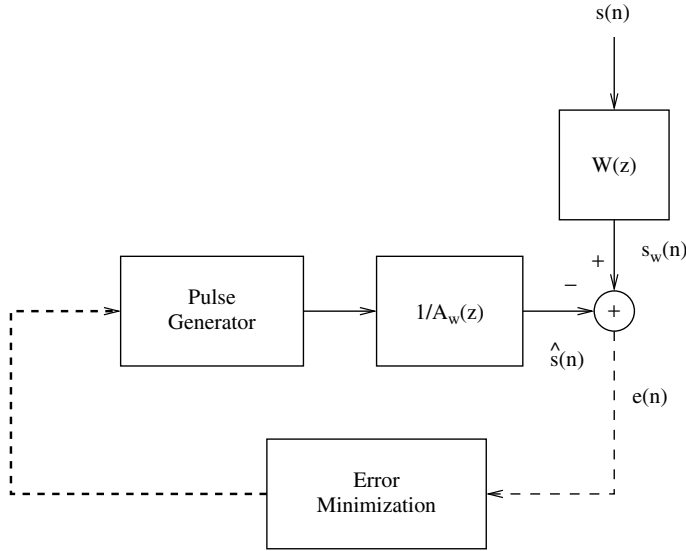 s(n)
W(z)
+
s_w(n)
−
Pulse
Generator
1/A_w(z)
+
ŝ(n)
e(n)
Error
Minimization